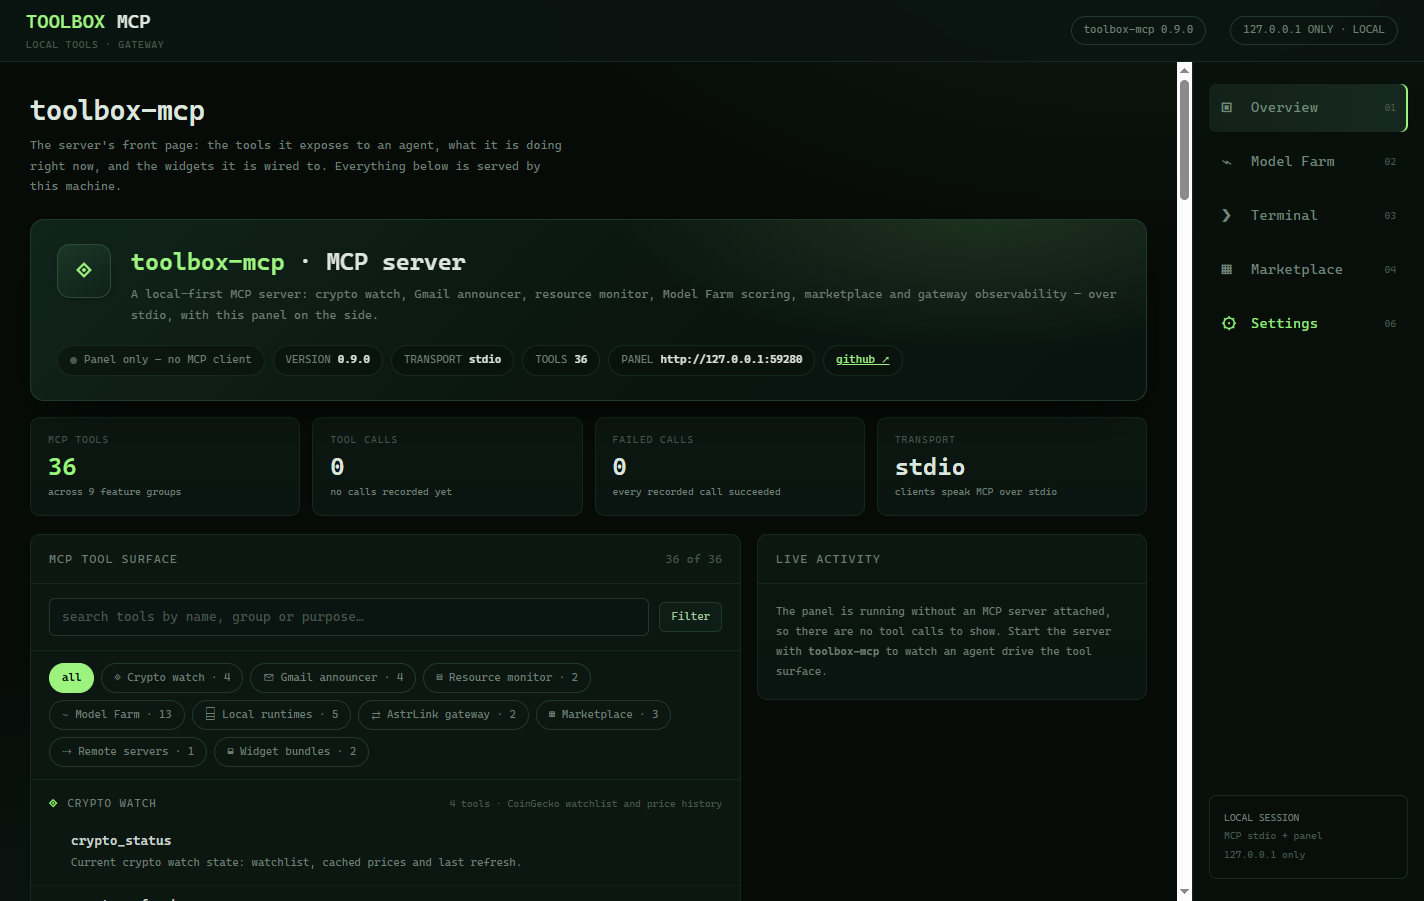 TOOLBOX MCP
LOCAL TOOLS · GATEWAY
toolbox-mcp 0.9.0
127.0.0.1 ONLY · LOCAL
toolbox-mcp
The server's front page: the tools it exposes to an agent, what it is doing
right now, and the widgets it is wired to. Everything below is served by
this machine.
toolbox-mcp · MCP server
A local-first MCP server: crypto watch, Gmail announcer, resource monitor, Model Farm scoring, marketplace and gateway observability — over
stdio, with this panel on the side.
Panel only — no MCP client
VERSION 0.9.0
TRANSPORT stdio
TOOLS 36
PANEL http://127.0.0.1:59280
github ↗
MCP TOOLS
36
across 9 feature groups
TOOL CALLS
0
no calls recorded yet
FAILED CALLS
0
every recorded call succeeded
TRANSPORT
stdio
clients speak MCP over stdio
MCP TOOL SURFACE
36 of 36
search tools by name, group or purpose…
Filter
all
Crypto watch · 4
Gmail announcer · 4
Resource monitor · 2
Model Farm · 13
Local runtimes · 5
AstrLink gateway · 2
Marketplace · 3
Remote servers · 1
Widget bundles · 2
CRYPTO WATCH
4 tools · CoinGecko watchlist and price history
crypto_status
Current crypto watch state: watchlist, cached prices and last refresh.
LIVE ACTIVITY
The panel is running without an MCP server attached,
so there are no tool calls to show. Start the server
with toolbox-mcp to watch an agent drive the tool
surface.
Overview
01
Model Farm
02
Terminal
03
Marketplace
04
Settings
06
LOCAL SESSION
MCP stdio + panel
127.0.0.1 only